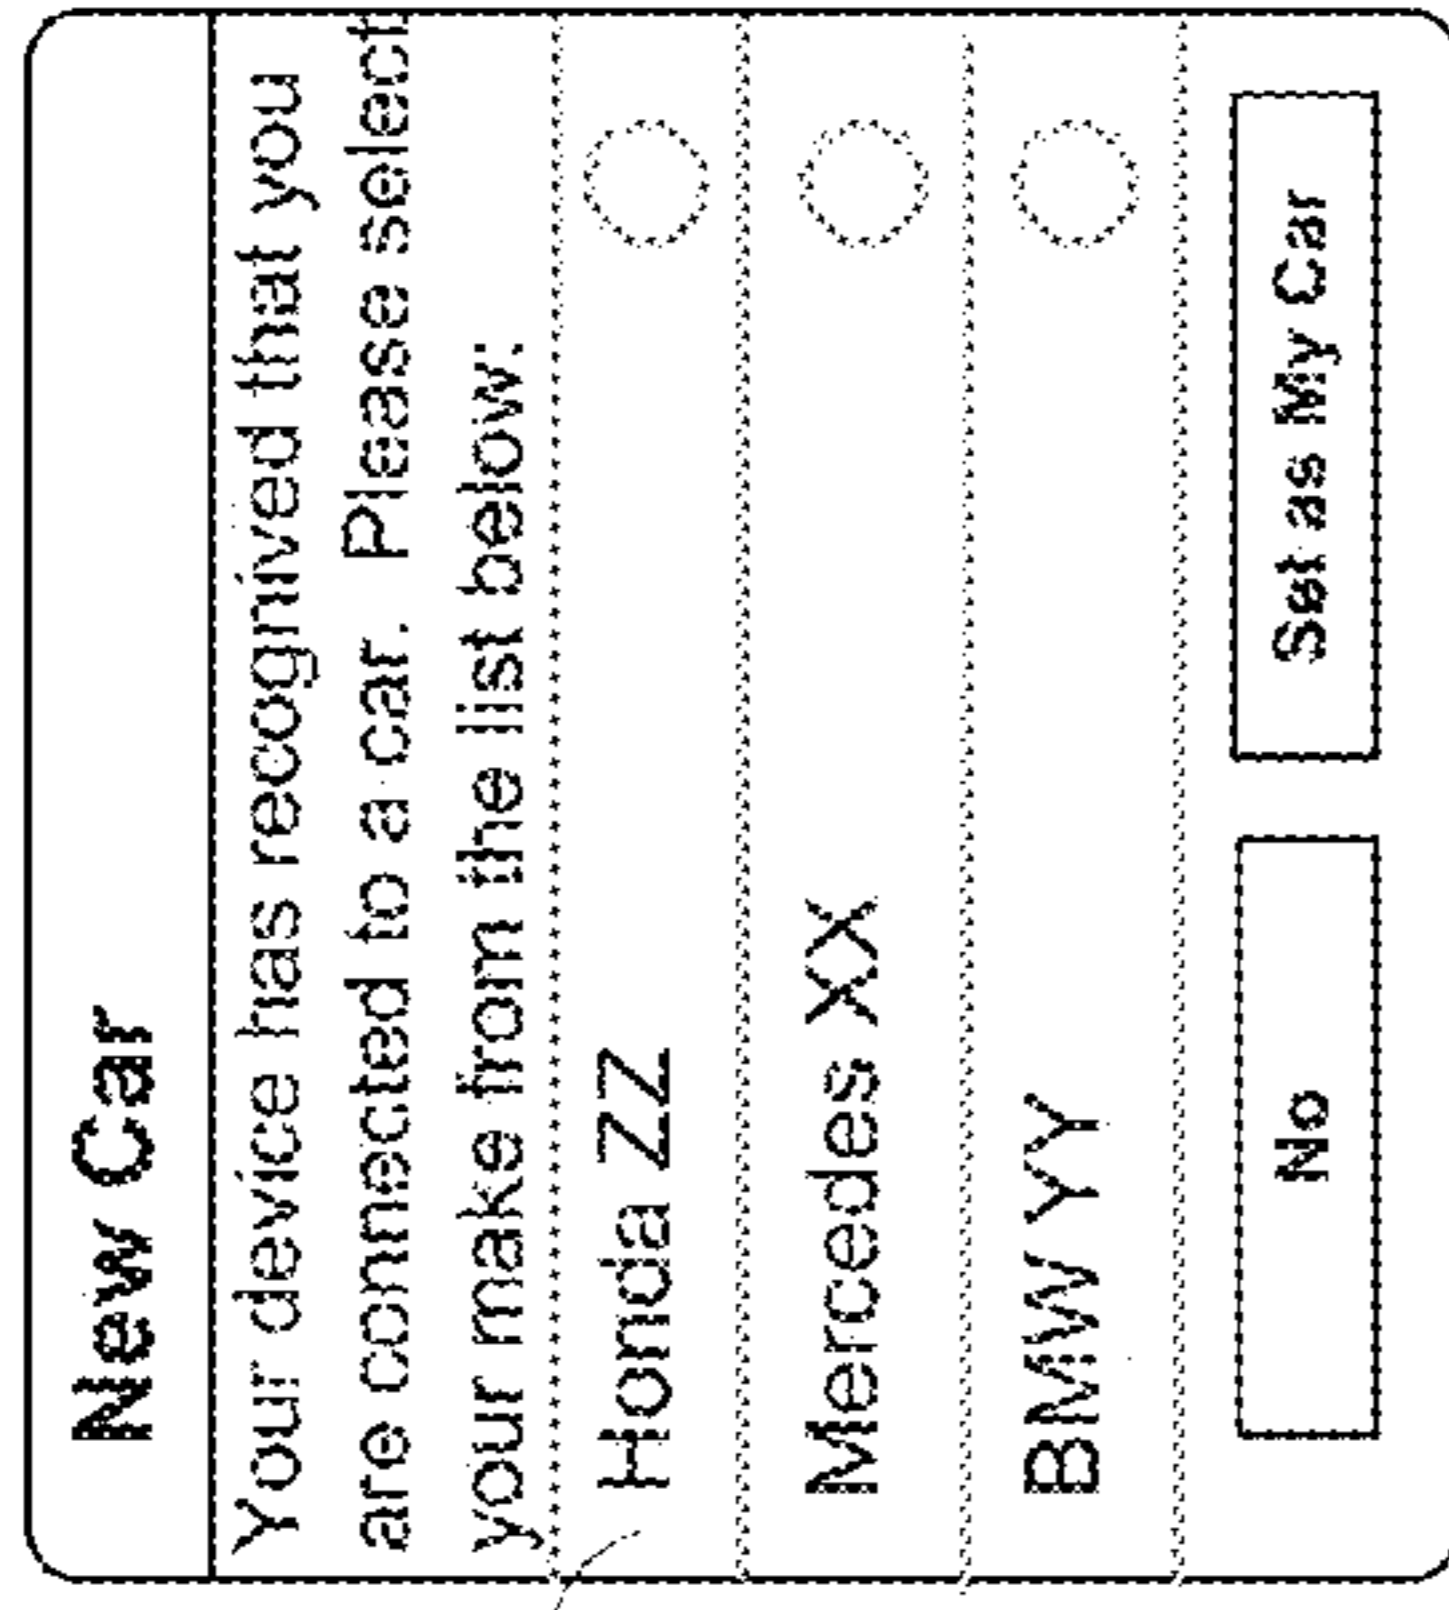 New Car
Your device has recognived that you
are connected to a car. Please select
your make from the list below:
Honda ZZ
Mercedes XX
BMW YY
No
Set as My Car